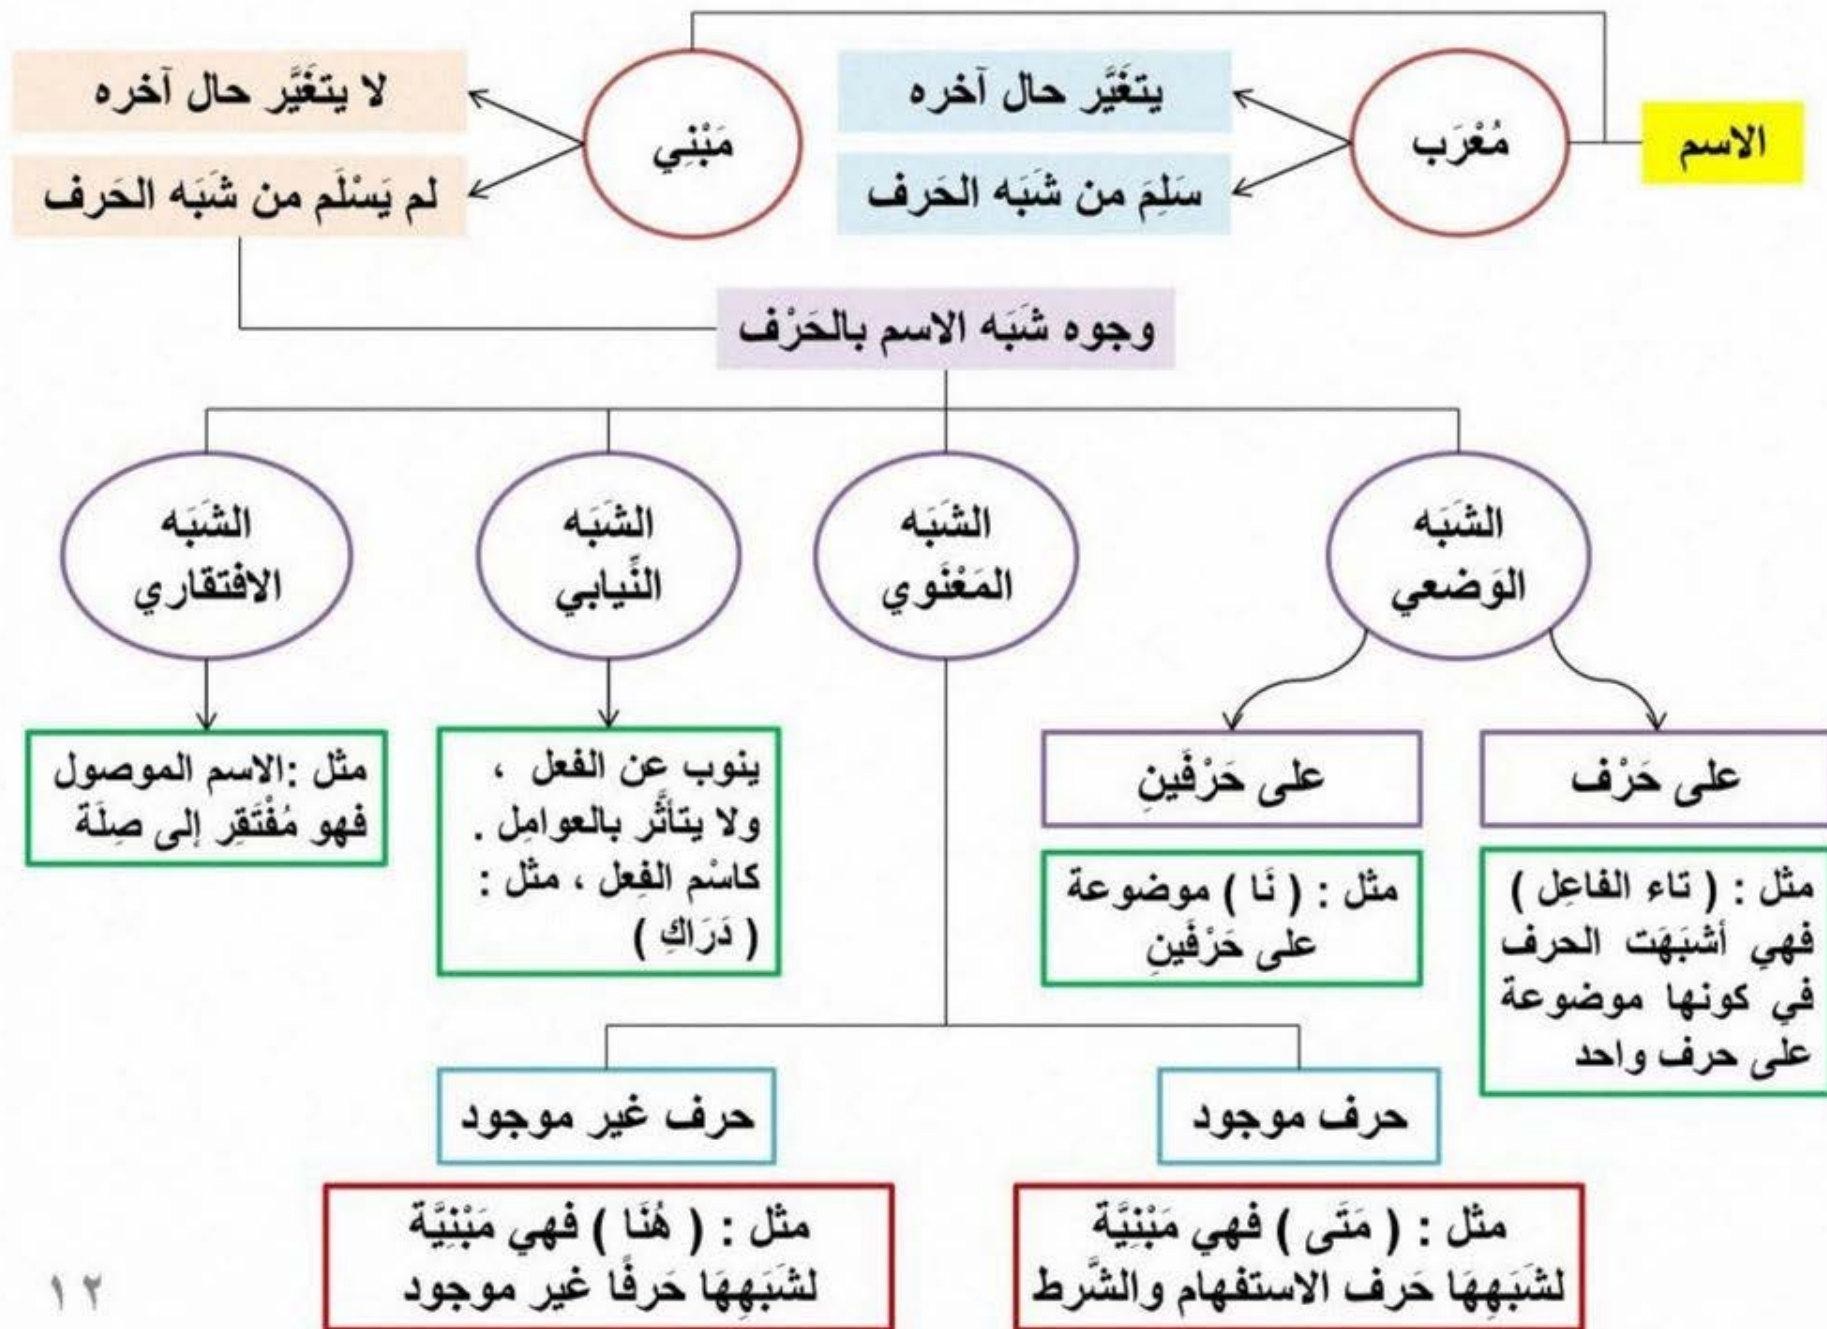 الاسم
مُعْرَب
يتغَيَّر حال آخره
سَلِمَ من شَبَه الحَرف
مَبْنِي
لا يتغَيَّر حال آخره
لم يَسْلَم من شَبَه الحَرف
وجوه شَبَه الاسم بالحَرْف
الشَبَه
الوَضعي
الشَبَه
المَعْنَوي
الشَبَه
النِّيابي
الشَبَه
الافتقاري
على حَرْف
على حَرْفَينِ
مثل : ( تاء الفاعِل )
فهي أشبَهَت الحرف
في كونها موضوعة
على حرف واحد
مثل : ( نَا ) موضوعة
على حَرْفَينِ
ينوب عن الفعل ،
ولا يتأثَّر بالعوامِل .
كاسْم الفِعل ، مثل :
( دَرَاكِ )
مثل :الاسم الموصول
فهو مُفْتَقِر إلى صِلَة
حرف موجود
حرف غير موجود
مثل : ( مَتَى ) فهي مَبْنِيَّة
لشَبَهِهَا حَرف الاستفهام والشَّرط
مثل : ( هُنَا ) فهي مَبْنِيَّة
لشَبَهِهَا حَرفًا غير موجود
١٢